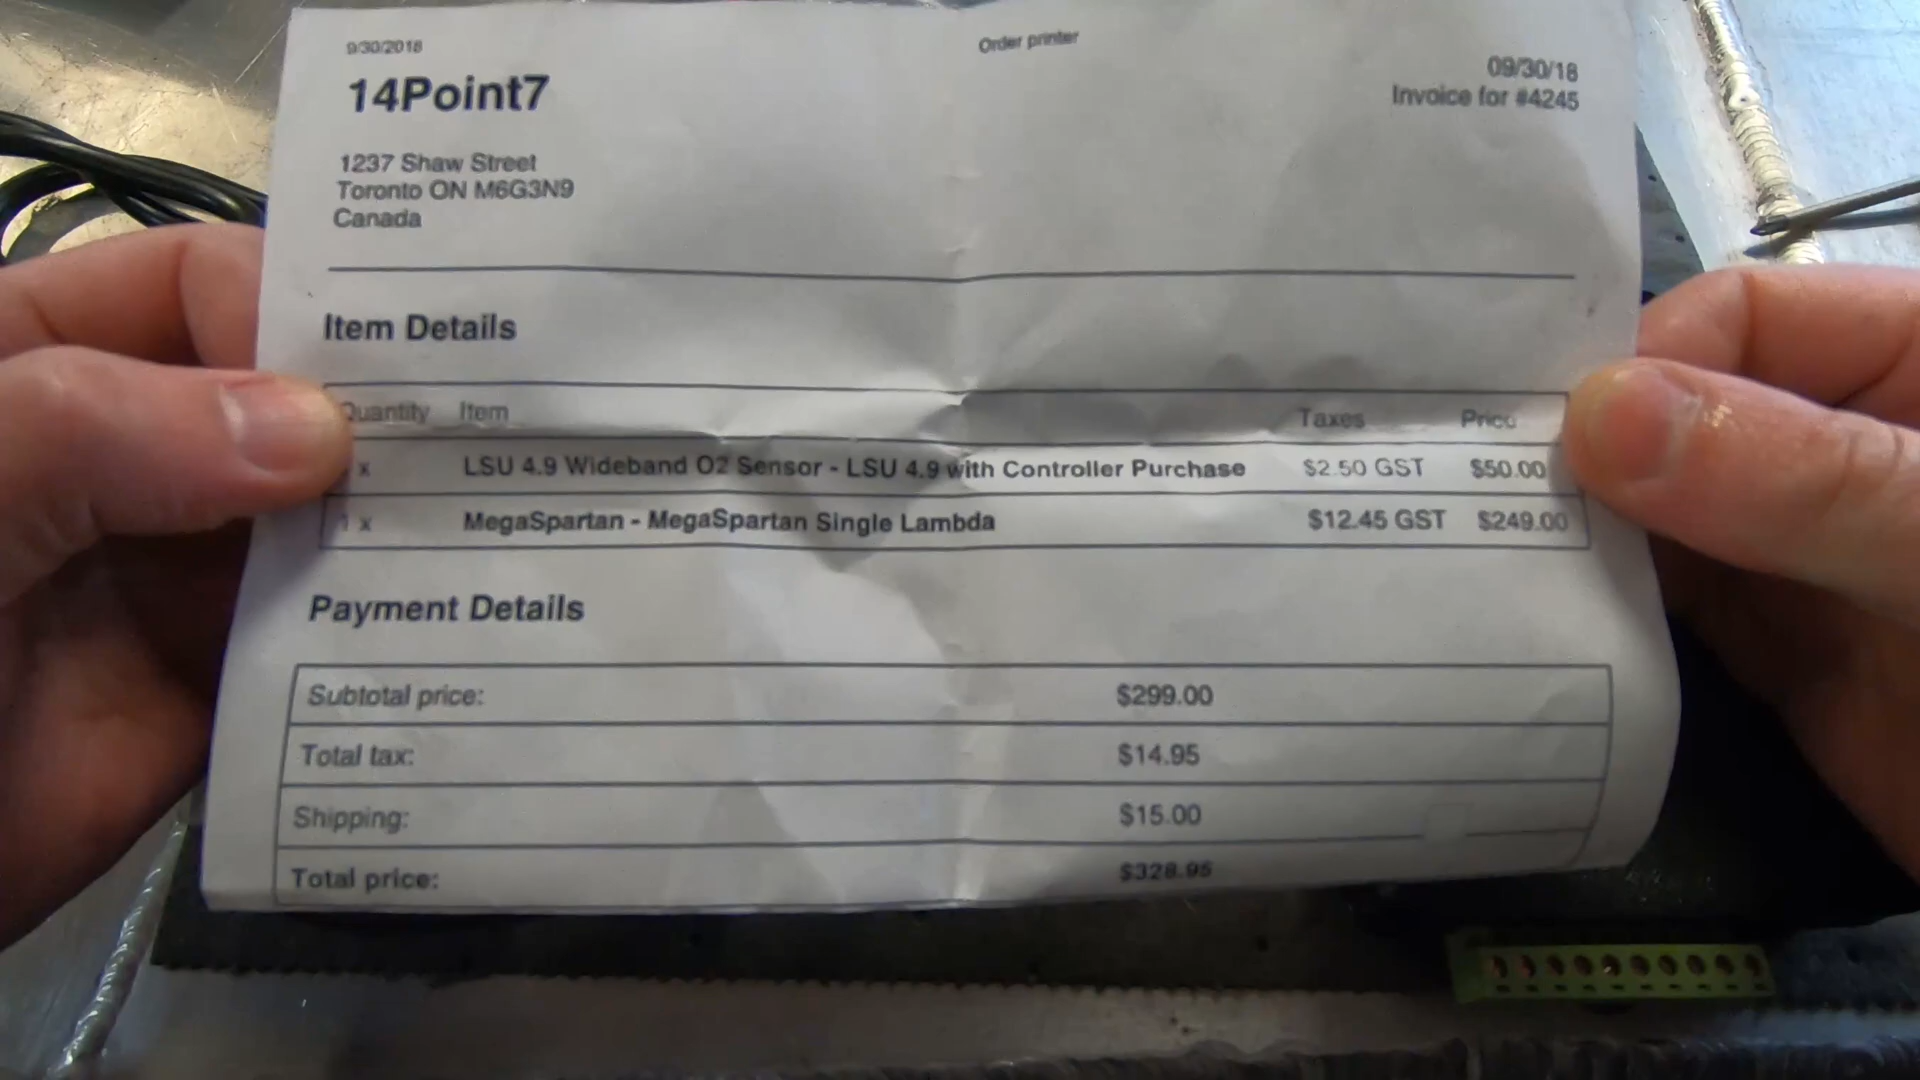 9/30/2018
Order printer
14Point7
09/30/18
Invoice for #4245
1237 Shaw Street
Toronto ON M6G3N9
Canada
Item Details
Quantity Item Taxes Price
x LSU 4.9 Wideband O2 Sensor - LSU 4.9 with Controller Purchase $2.50 GST $50.00
1 x MegaSpartan - MegaSpartan Single Lambda $12.45 GST $249.00
Payment Details
Subtotal price: $299.00
Total tax: $14.95
Shipping: $15.00
Total price: $328.95